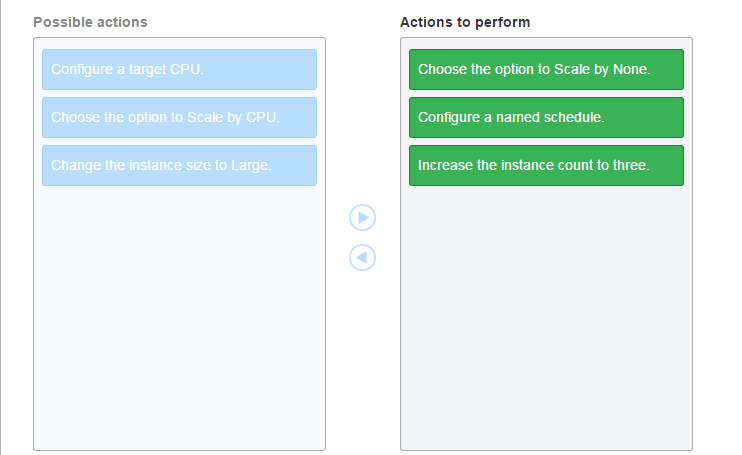 Possible actions
Configure a target CPU.
Choose the option to Scale by CPU.
Change the instance size to Large.
Actions to perform
Choose the option to Scale by None.
Configure a named schedule.
Increase the instance count to three.